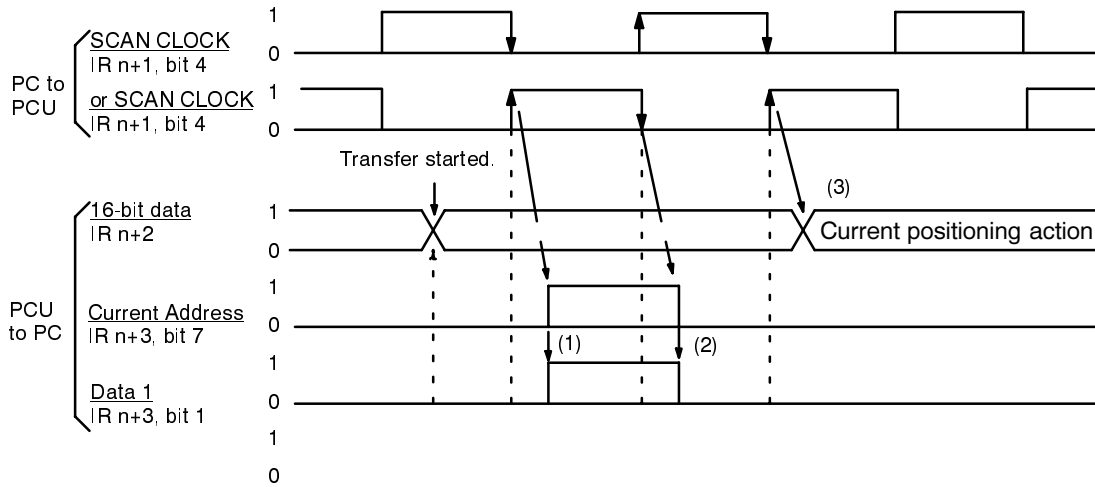 PC to
PCU
SCAN CLOCK
IR n+1, bit 4
1
0
or SCAN CLOCK
IR n+1, bit 4
1
0
Transfer started.
PCU
to PC
16-bit data
IR n+2
1
0
(3)
Current positioning action
Current Address
IR n+3, bit 7
1
0
(1)
(2)
Data 1
IR n+3, bit 1
1
0
1
0